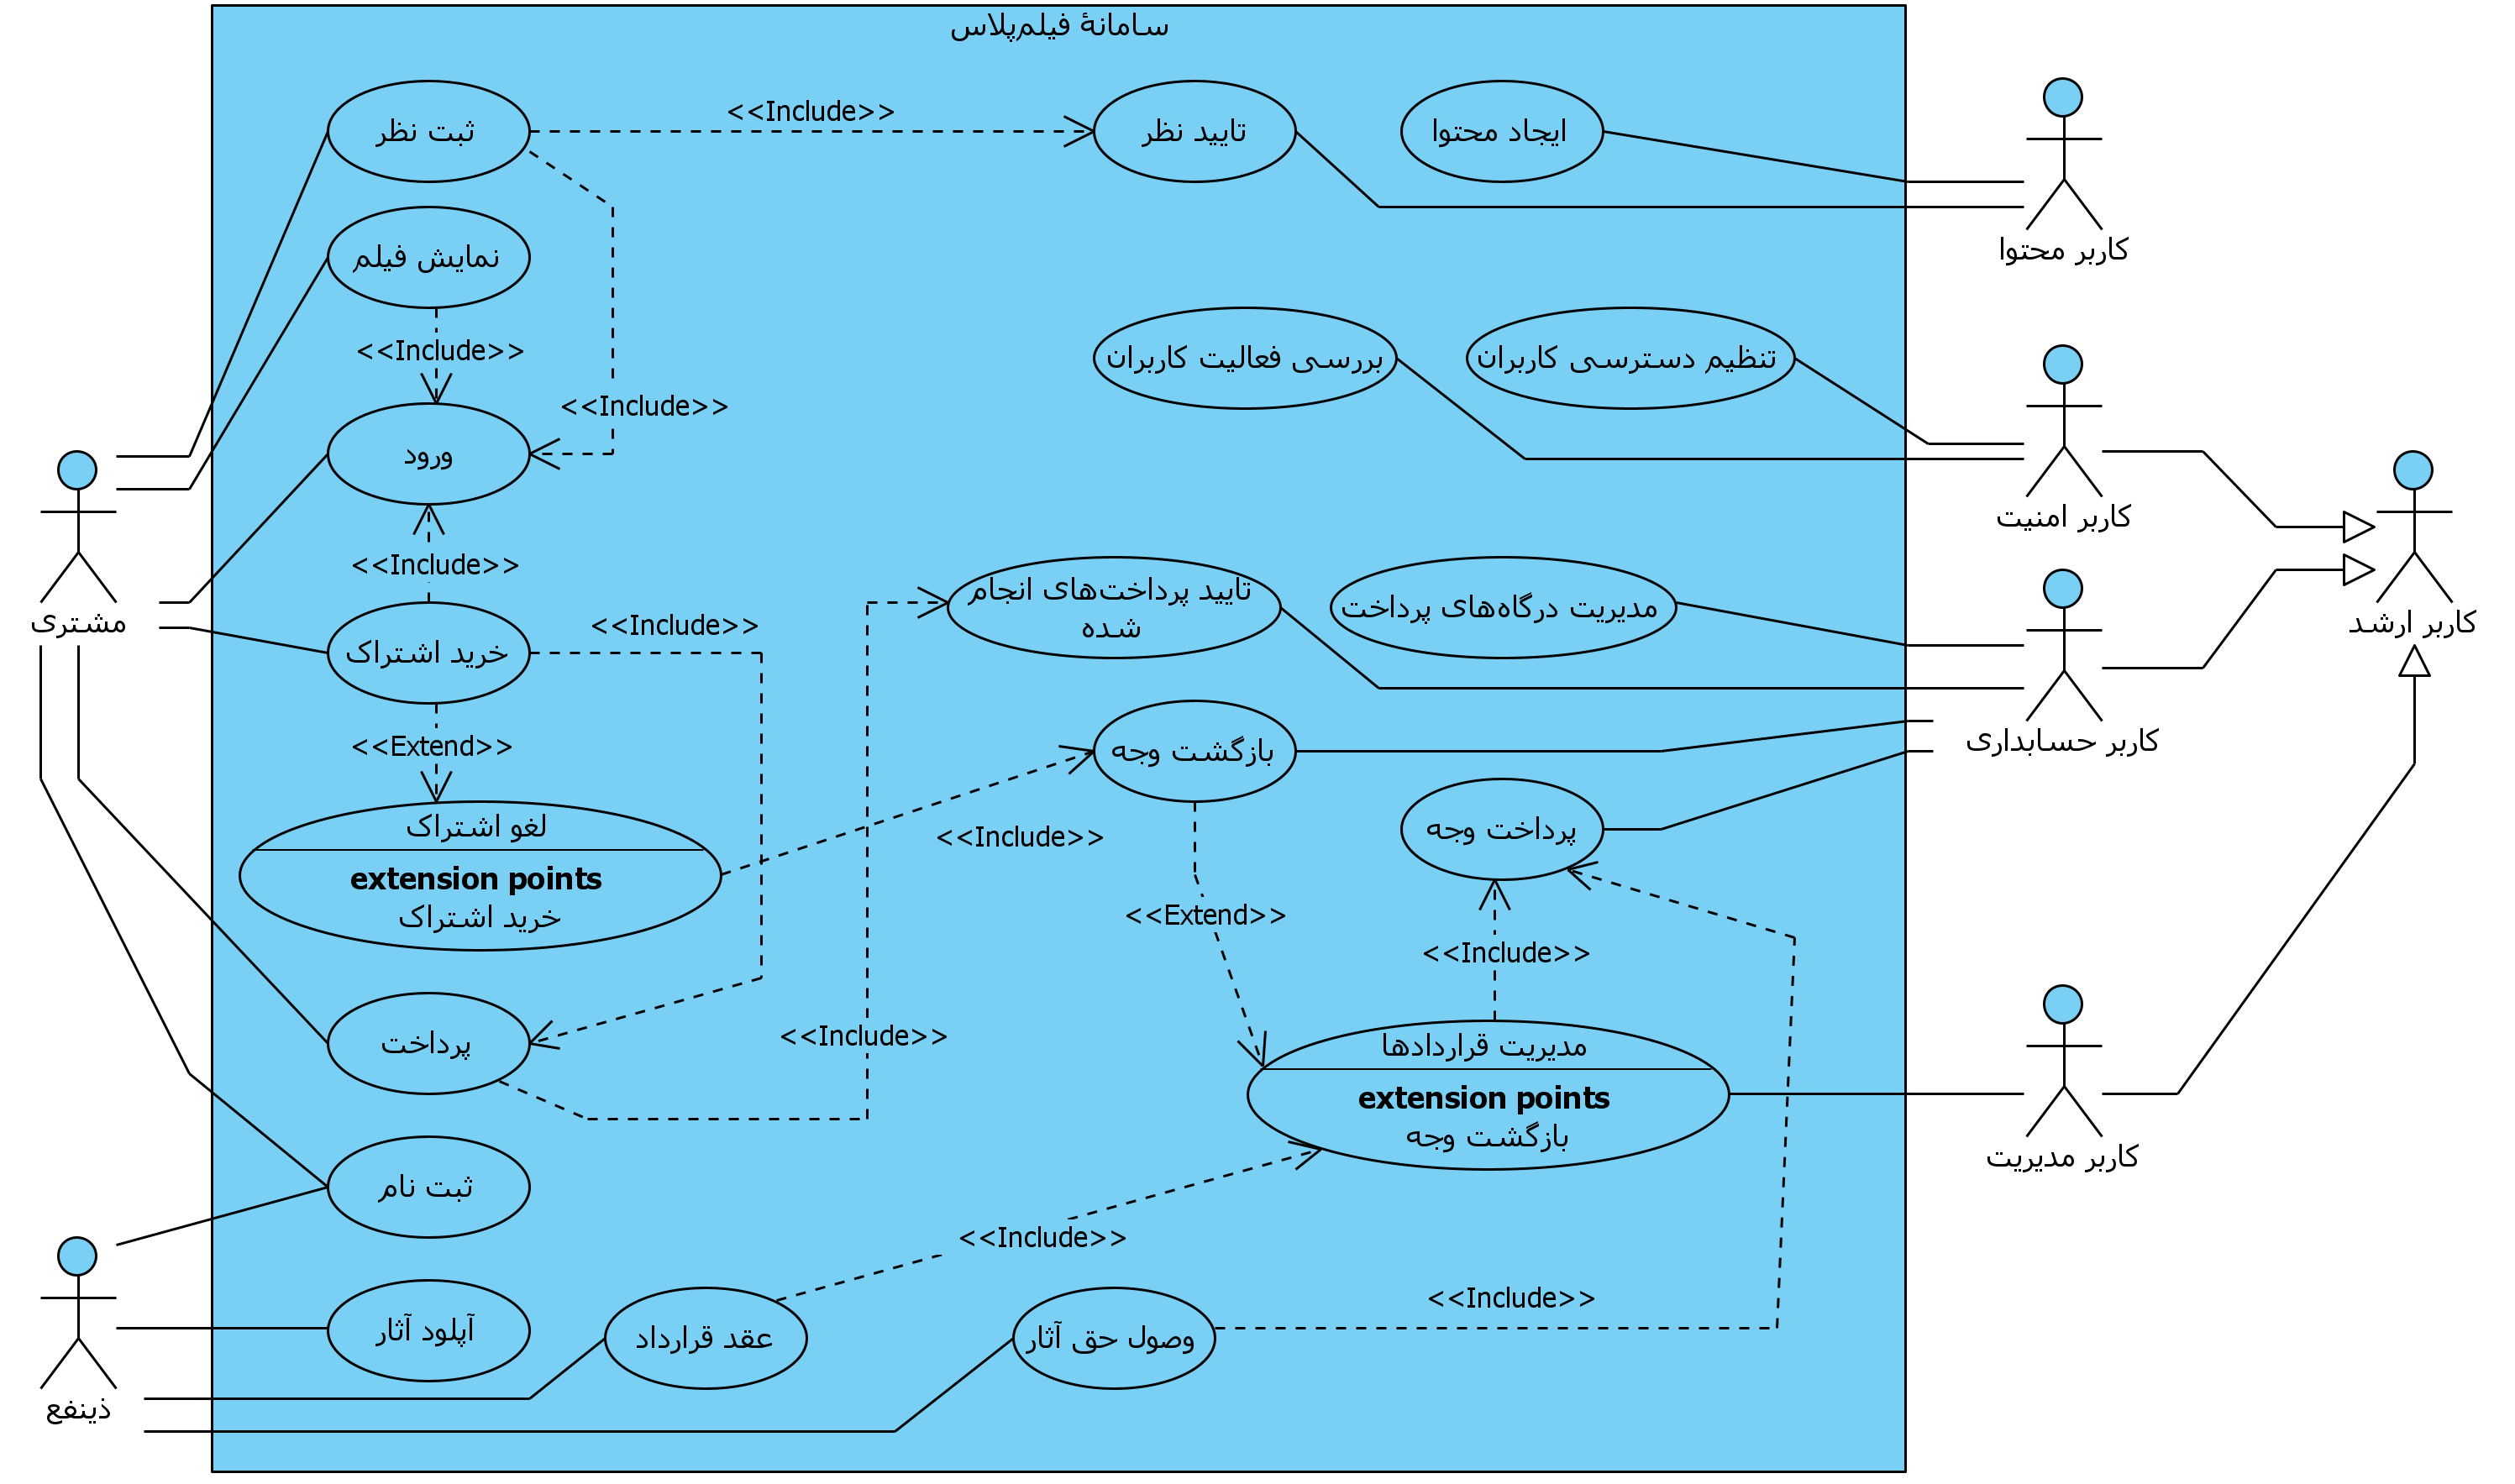 سامانهٔ فیلم‌پلاس
ثبت نظر
<<Include>>
تایید نظر
ایجاد محتوا
کاربر محتوا
نمایش فیلم
<<Include>>
<<Include>>
ورود
بررسی فعالیت کاربران
تنظیم دسترسی کاربران
کاربر امنیت
مشتری
<<Include>>
خرید اشتراک
<<Include>>
تایید پرداخت‌های انجام
شده
مدیریت درگاه‌های پرداخت
کاربر ارشد
<<Extend>>
بازگشت وجه
کاربر حسابداری
لغو اشتراک
extension points
خرید اشتراک
<<Include>>
پرداخت وجه
<<Extend>>
<<Include>>
پرداخت
<<Include>>
مدیریت قراردادها
extension points
بازگشت وجه
کاربر مدیریت
ثبت نام
<<Include>>
<<Include>>
آپلود آثار
عقد قرارداد
وصول حق آثار
ذینفع